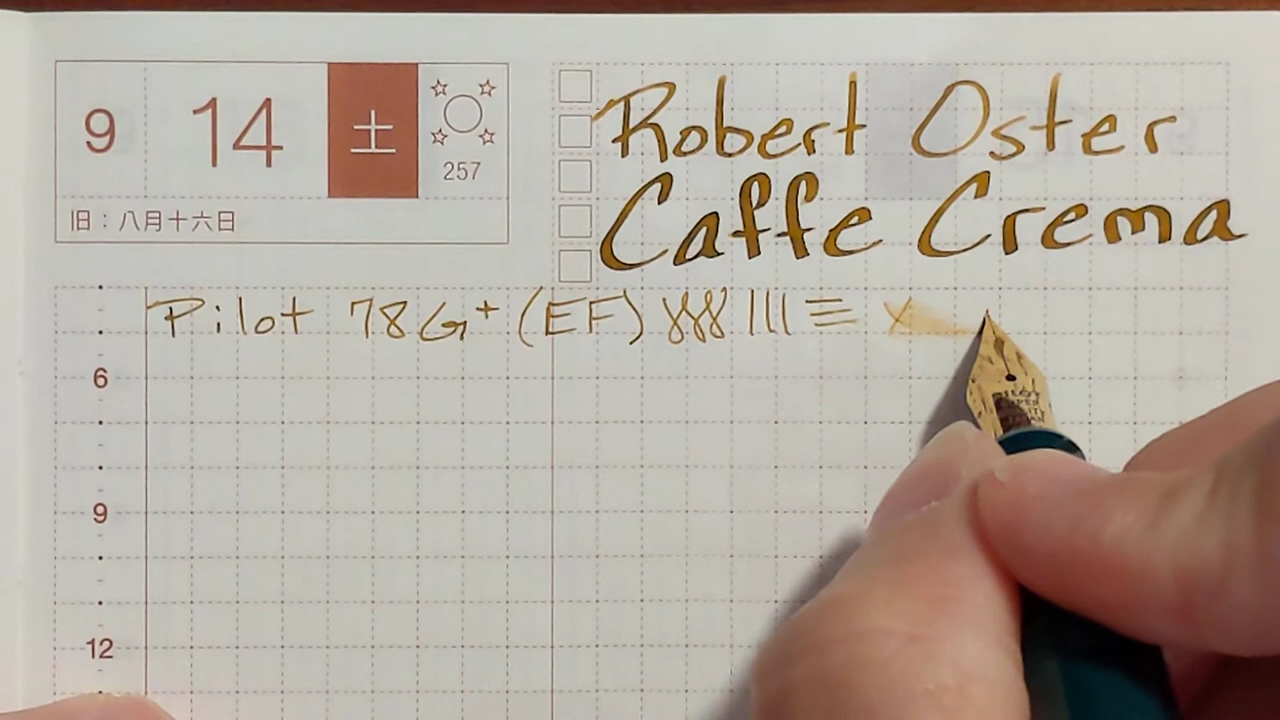 9 14 土
257
旧：八月十六日
Robert Oster
Caffe Crema
Pilot 78G+ (EF)
6
9
12